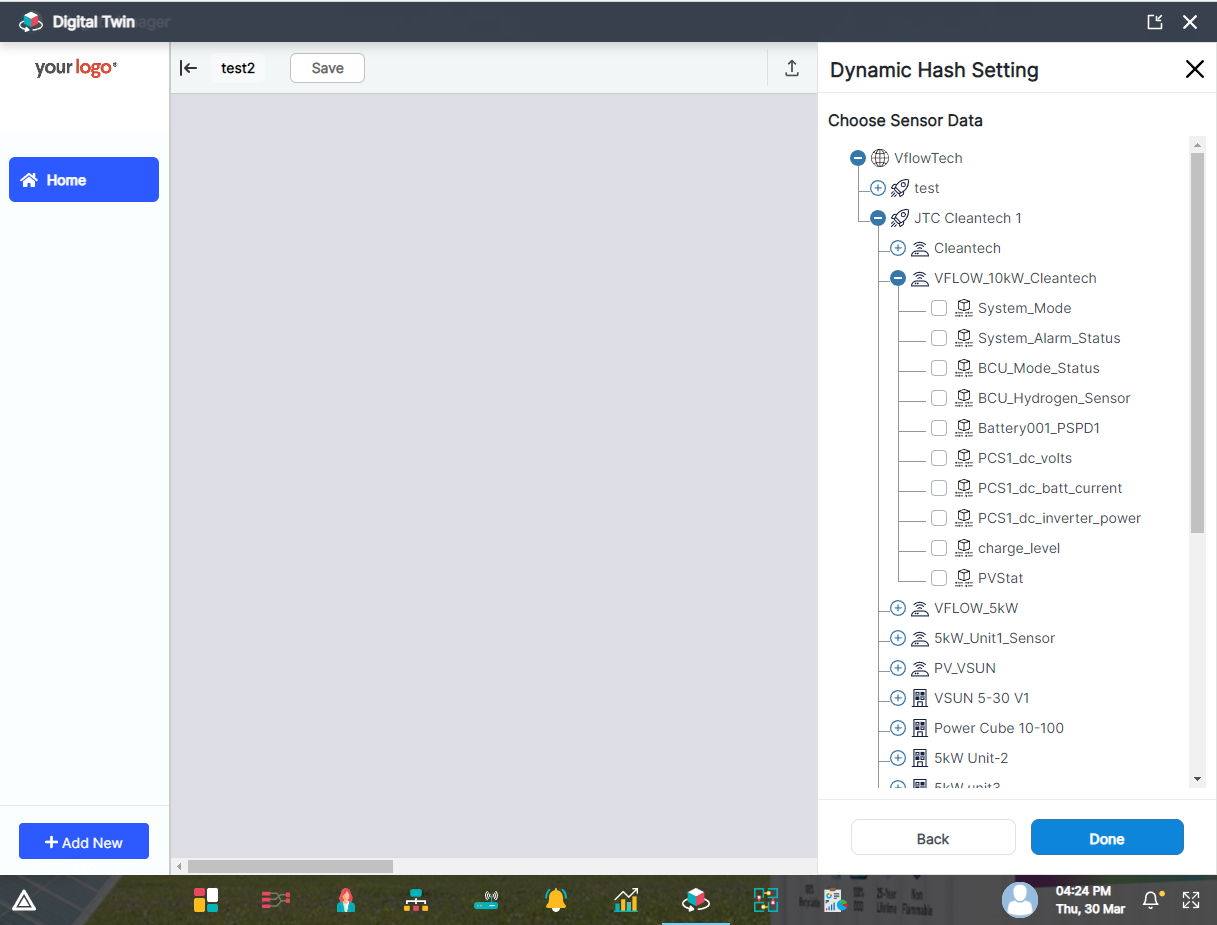 Digital Twin
your logo
test2
Save
Dynamic Hash Setting
Choose Sensor Data
Home
VflowTech
test
JTC Cleantech 1
Cleantech
VFLOW_10kW_Cleantech
System_Mode
System_Alarm_Status
BCU_Mode_Status
BCU_Hydrogen_Sensor
Battery001_PSPD1
PCS1_dc_volts
PCS1_dc_batt_current
PCS1_dc_inverter_power
charge_level
PVStat
VFLOW_5kW
5kW_Unit1_Sensor
PV_VSUN
VSUN 5-30 V1
Power Cube 10-100
5kW Unit-2
5kW unit3
Add New
Back
Done
04:24 PM
Thu, 30 Mar